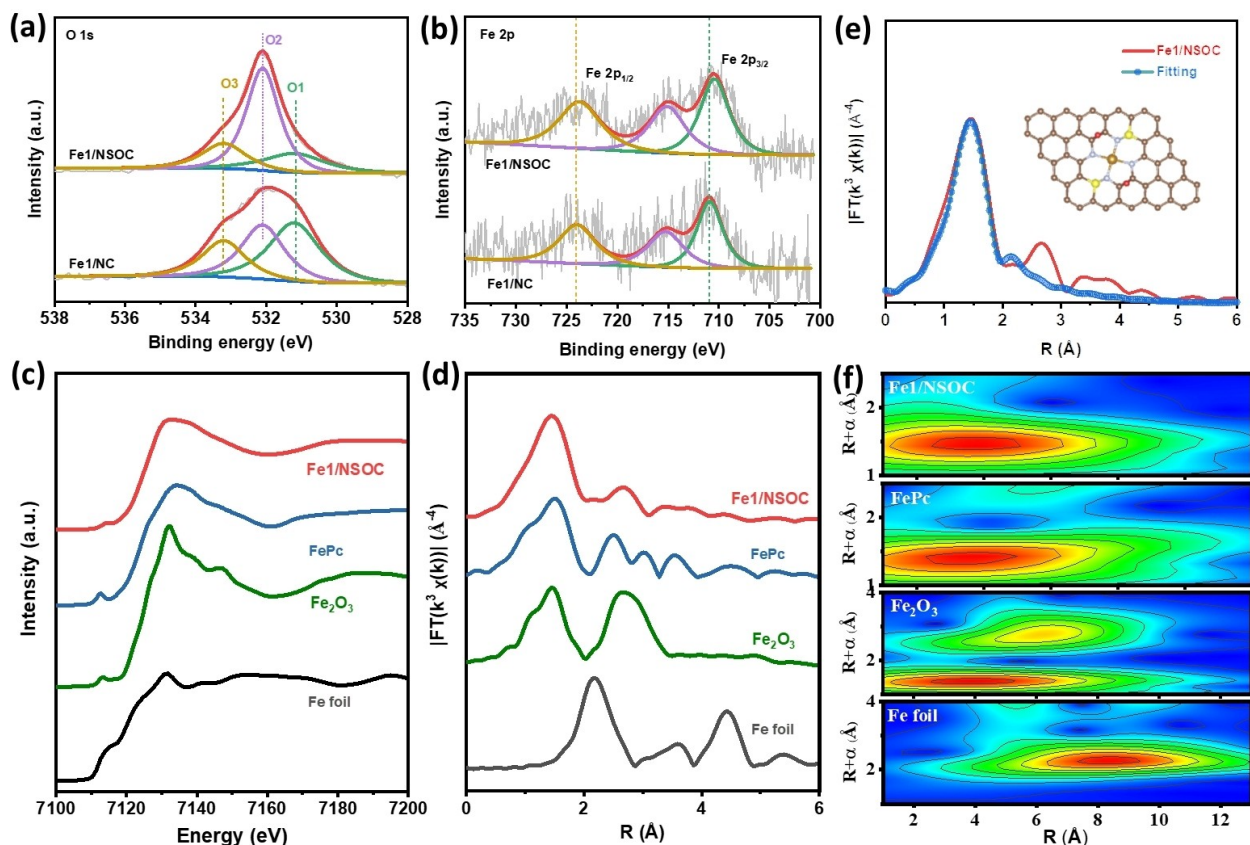 (a)
O 1s
O2
O3
O1
Fe1/NSOC
Fe1/NC
538 536 534 532 530 528
Binding energy (eV)
Intensity (a.u.)
(b)
Fe 2p
Fe 2p1/2
Fe 2p3/2
Fe1/NSOC
Fe1/NC
735 730 725 720 715 710 705 700
Binding energy (eV)
Intensity (a.u.)
(e)
Fe1/NSOC
Fitting
|FT(k³ χ(k))| (Å⁻⁴)
0 1 2 3 4 5 6
R (Å)
(c)
Fe1/NSOC
FePc
Fe₂O₃
Fe foil
7100 7120 7140 7160 7180 7200
Energy (eV)
Intensity (a.u.)
(d)
Fe1/NSOC
FePc
Fe₂O₃
Fe foil
0 2 4 6
R (Å)
|FT(k³ χ(k))| (Å⁻⁴)
(f)
Fe1/NSOC
R+α (Å)
2
1
FePc
R+α (Å)
2
1
Fe₂O₃
R+α (Å)
4
2
Fe foil
R+α (Å)
4
2
2 4 6 8 10 12
R (Å)